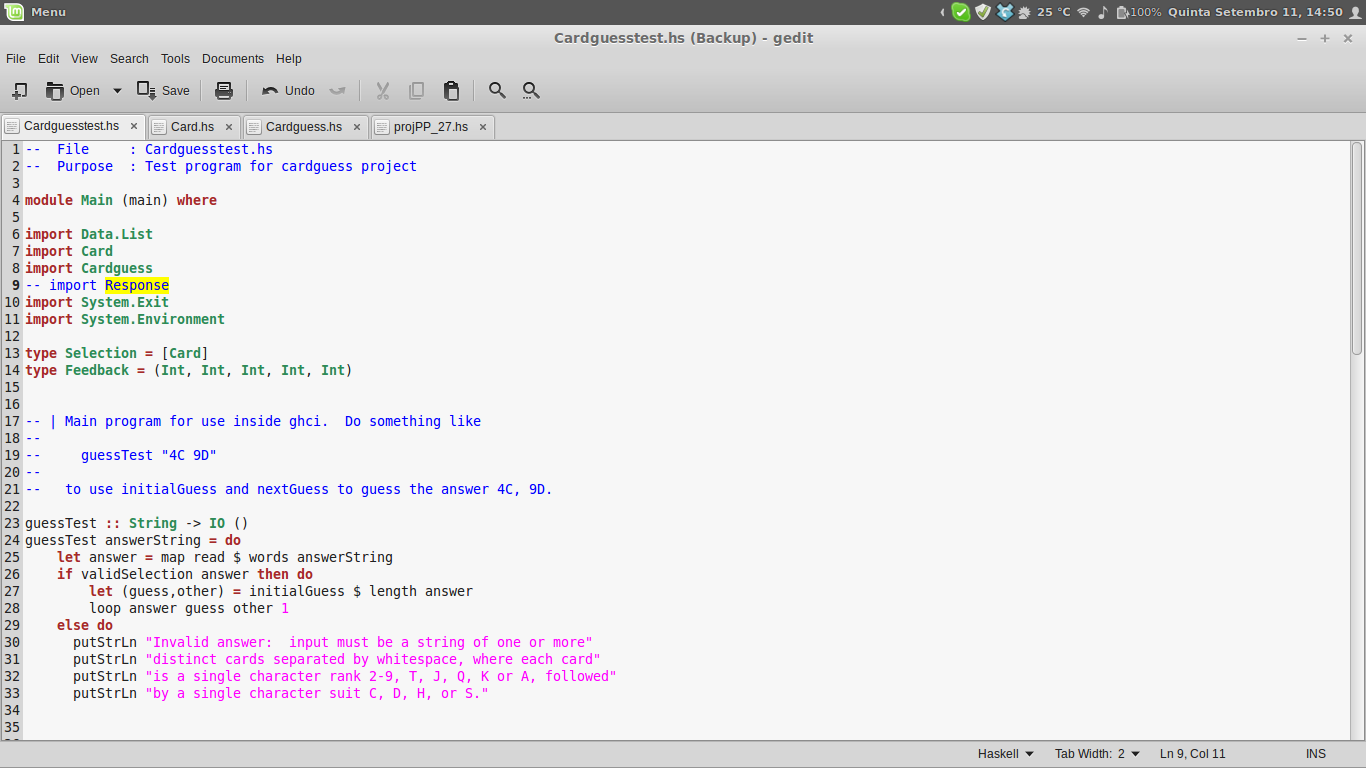 Menu 25 °C 100% Quinta Setembro 11, 14:50
Cardguesstest.hs (Backup) - gedit
File Edit View Search Tools Documents Help
Open Save Undo
Cardguesstest.hs Card.hs Cardguess.hs projPP_27.hs
1 --  File     : Cardguesstest.hs
2 --  Purpose  : Test program for cardguess project
3
4 module Main (main) where
5
6 import Data.List
7 import Card
8 import Cardguess
9 -- import Response
10 import System.Exit
11 import System.Environment
12
13 type Selection = [Card]
14 type Feedback = (Int, Int, Int, Int, Int)
15
16
17 -- | Main program for use inside ghci.  Do something like
18 --
19 --     guessTest "4C 9D"
20 --
21 --   to use initialGuess and nextGuess to guess the answer 4C, 9D.
22
23 guessTest :: String -> IO ()
24 guessTest answerString = do
25     let answer = map read $ words answerString
26     if validSelection answer then do
27         let (guess,other) = initialGuess $ length answer
28         loop answer guess other 1
29     else do
30       putStrLn "Invalid answer:  input must be a string of one or more"
31       putStrLn "distinct cards separated by whitespace, where each card"
32       putStrLn "is a single character rank 2-9, T, J, Q, K or A, followed"
33       putStrLn "by a single character suit C, D, H, or S."
34
35
Haskell Tab Width: 2 Ln 9, Col 11 INS